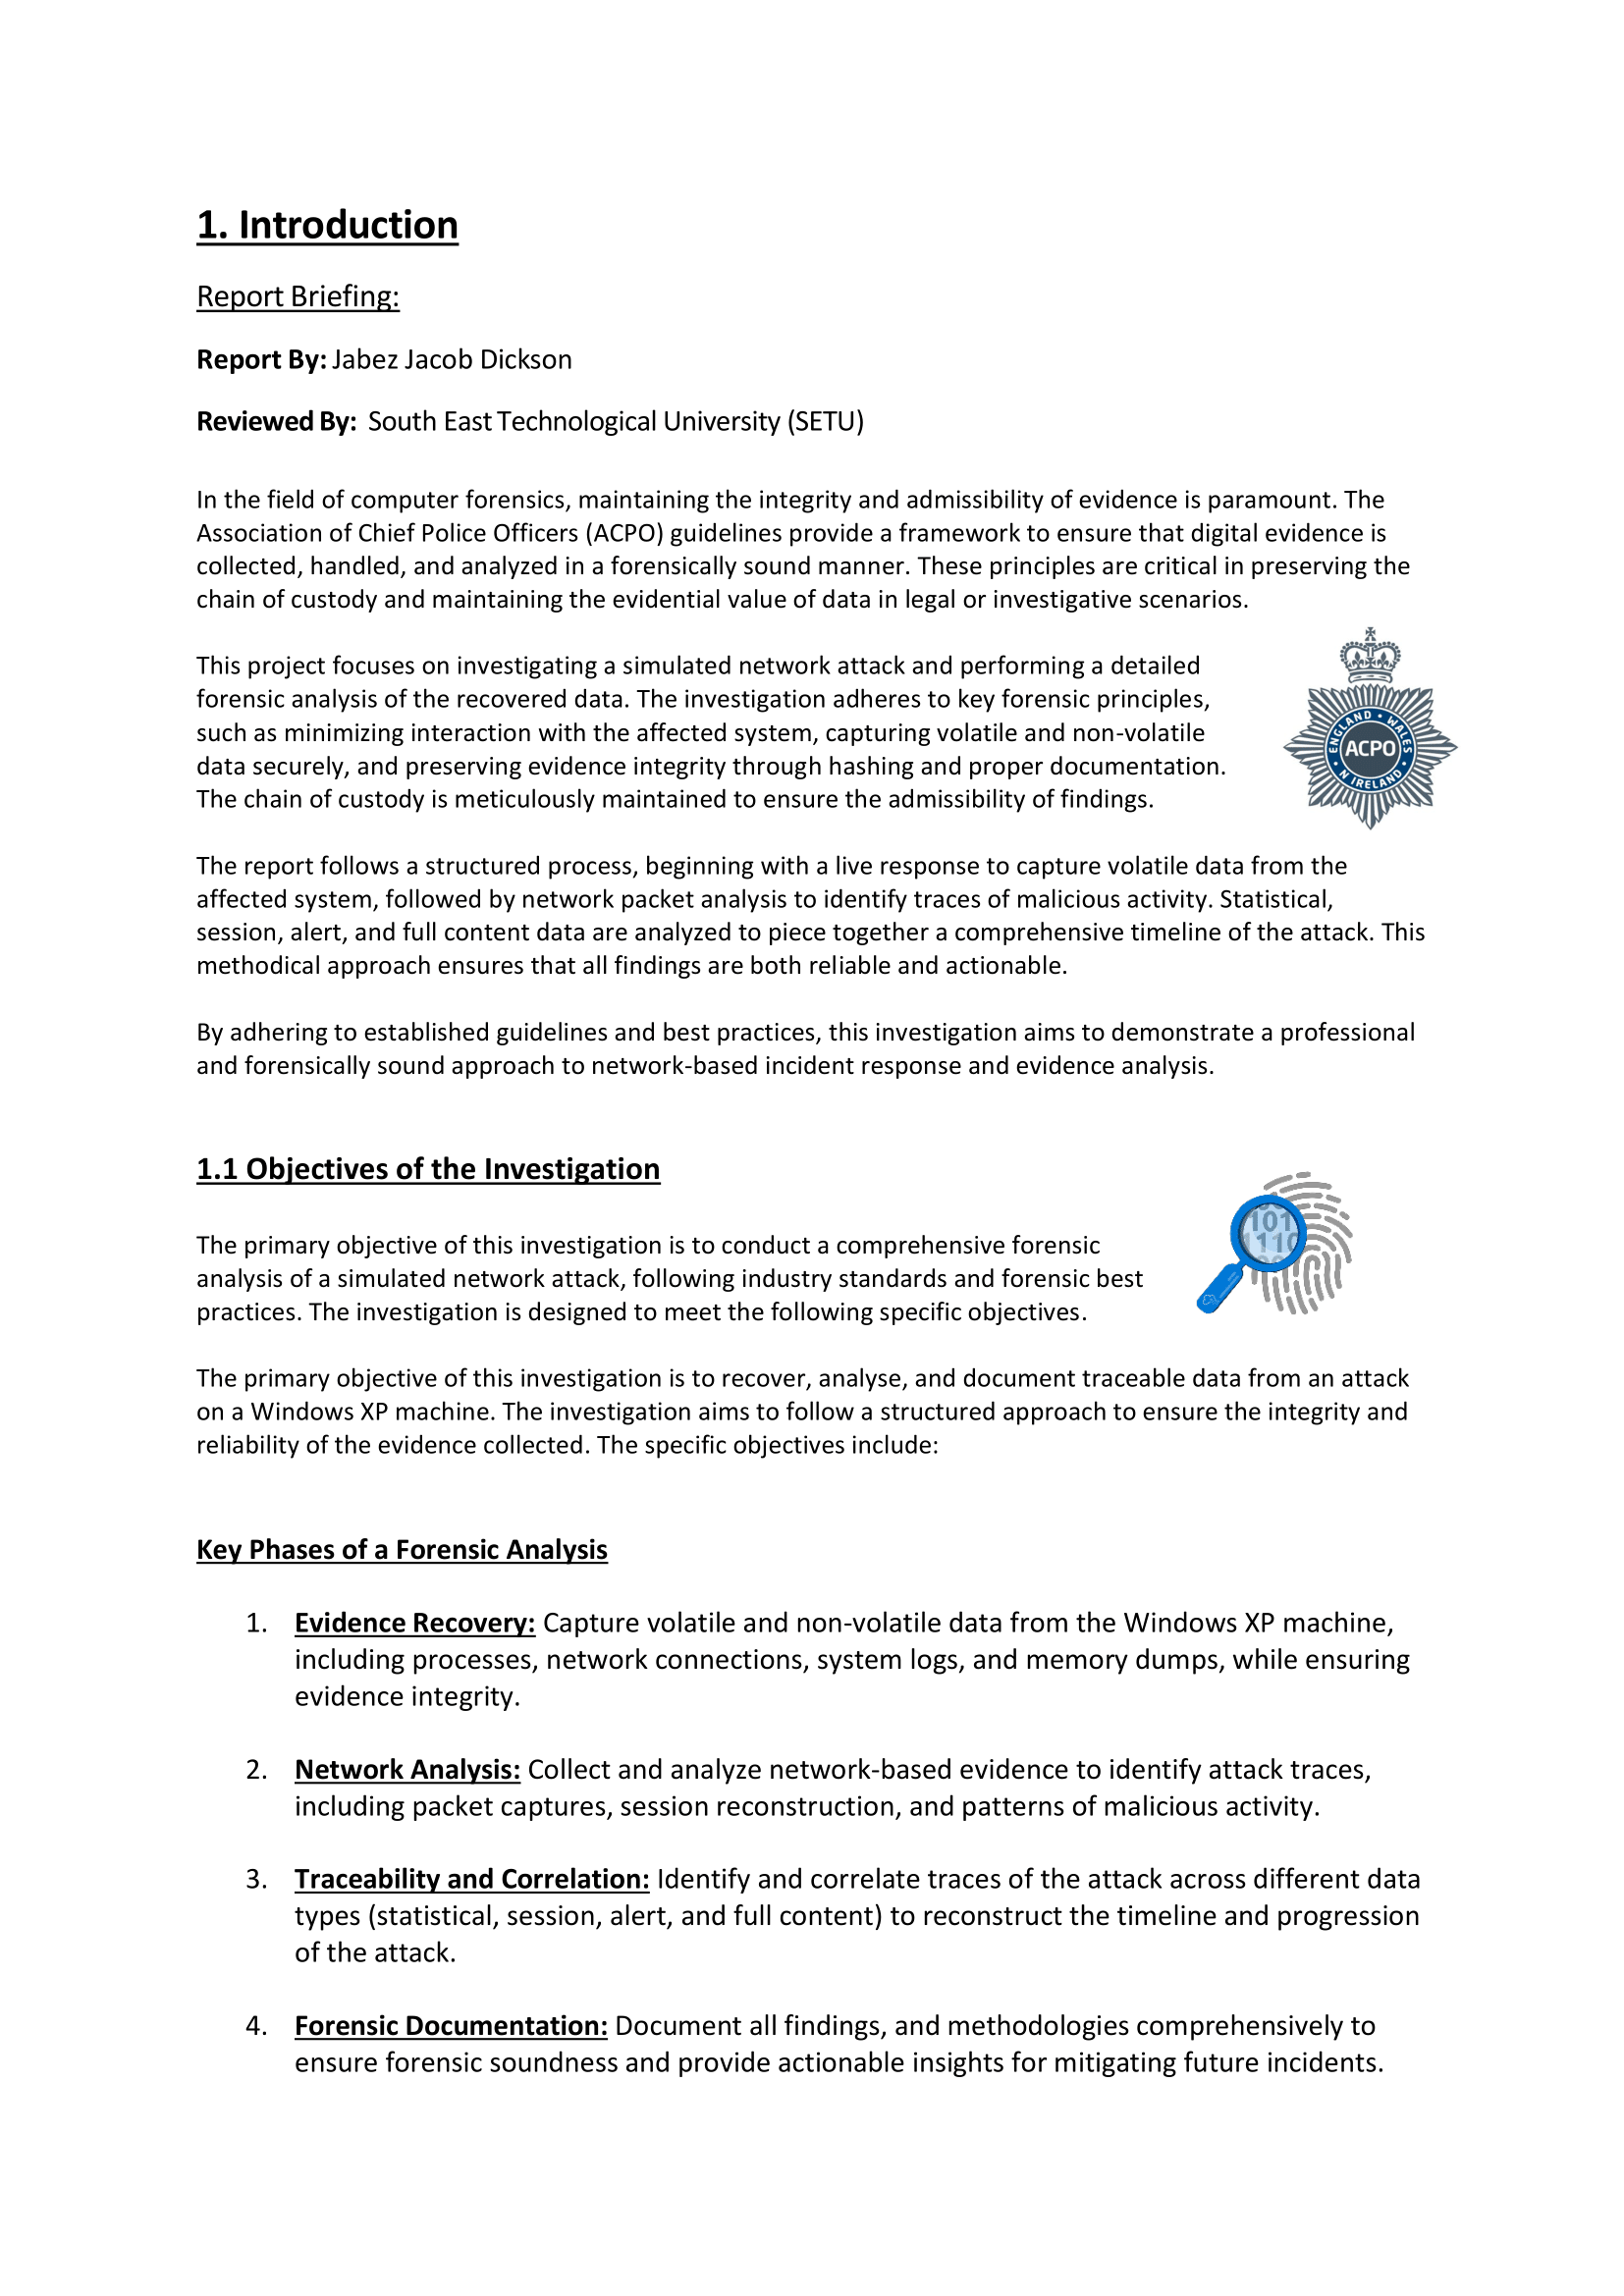 1. Introduction
Report Briefing:
Report By: Jabez Jacob Dickson
Reviewed By: South East Technological University (SETU)
In the field of computer forensics, maintaining the integrity and admissibility of evidence is paramount. The
Association of Chief Police Officers (ACPO) guidelines provide a framework to ensure that digital evidence is
collected, handled, and analyzed in a forensically sound manner. These principles are critical in preserving the
chain of custody and maintaining the evidential value of data in legal or investigative scenarios.
This project focuses on investigating a simulated network attack and performing a detailed
forensic analysis of the recovered data. The investigation adheres to key forensic principles,
such as minimizing interaction with the affected system, capturing volatile and non-volatile
data securely, and preserving evidence integrity through hashing and proper documentation.
The chain of custody is meticulously maintained to ensure the admissibility of findings.
ENGLAND • WALES
ACPO
• N IRELAND •
The report follows a structured process, beginning with a live response to capture volatile data from the
affected system, followed by network packet analysis to identify traces of malicious activity. Statistical,
session, alert, and full content data are analyzed to piece together a comprehensive timeline of the attack. This
methodical approach ensures that all findings are both reliable and actionable.
By adhering to established guidelines and best practices, this investigation aims to demonstrate a professional
and forensically sound approach to network-based incident response and evidence analysis.
1.1 Objectives of the Investigation
The primary objective of this investigation is to conduct a comprehensive forensic
analysis of a simulated network attack, following industry standards and forensic best
practices. The investigation is designed to meet the following specific objectives.
101
1110
The primary objective of this investigation is to recover, analyse, and document traceable data from an attack
on a Windows XP machine. The investigation aims to follow a structured approach to ensure the integrity and
reliability of the evidence collected. The specific objectives include:
Key Phases of a Forensic Analysis
1. Evidence Recovery: Capture volatile and non-volatile data from the Windows XP machine,
including processes, network connections, system logs, and memory dumps, while ensuring
evidence integrity.
2. Network Analysis: Collect and analyze network-based evidence to identify attack traces,
including packet captures, session reconstruction, and patterns of malicious activity.
3. Traceability and Correlation: Identify and correlate traces of the attack across different data
types (statistical, session, alert, and full content) to reconstruct the timeline and progression
of the attack.
4. Forensic Documentation: Document all findings, and methodologies comprehensively to
ensure forensic soundness and provide actionable insights for mitigating future incidents.